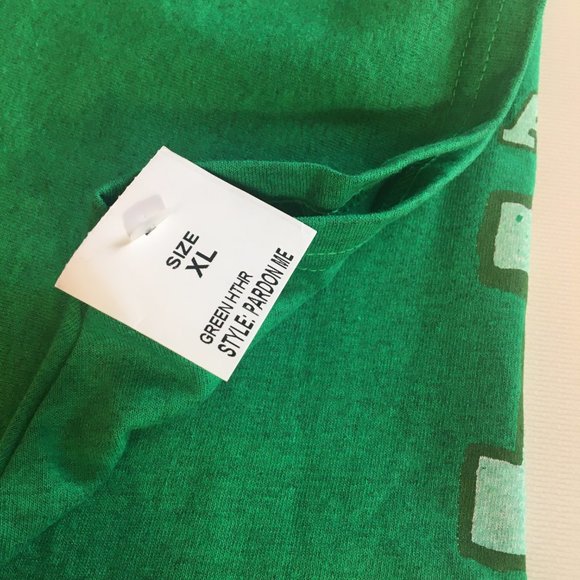 SIZE
XL
GREEN HTHR
STYLE: PARDON ME